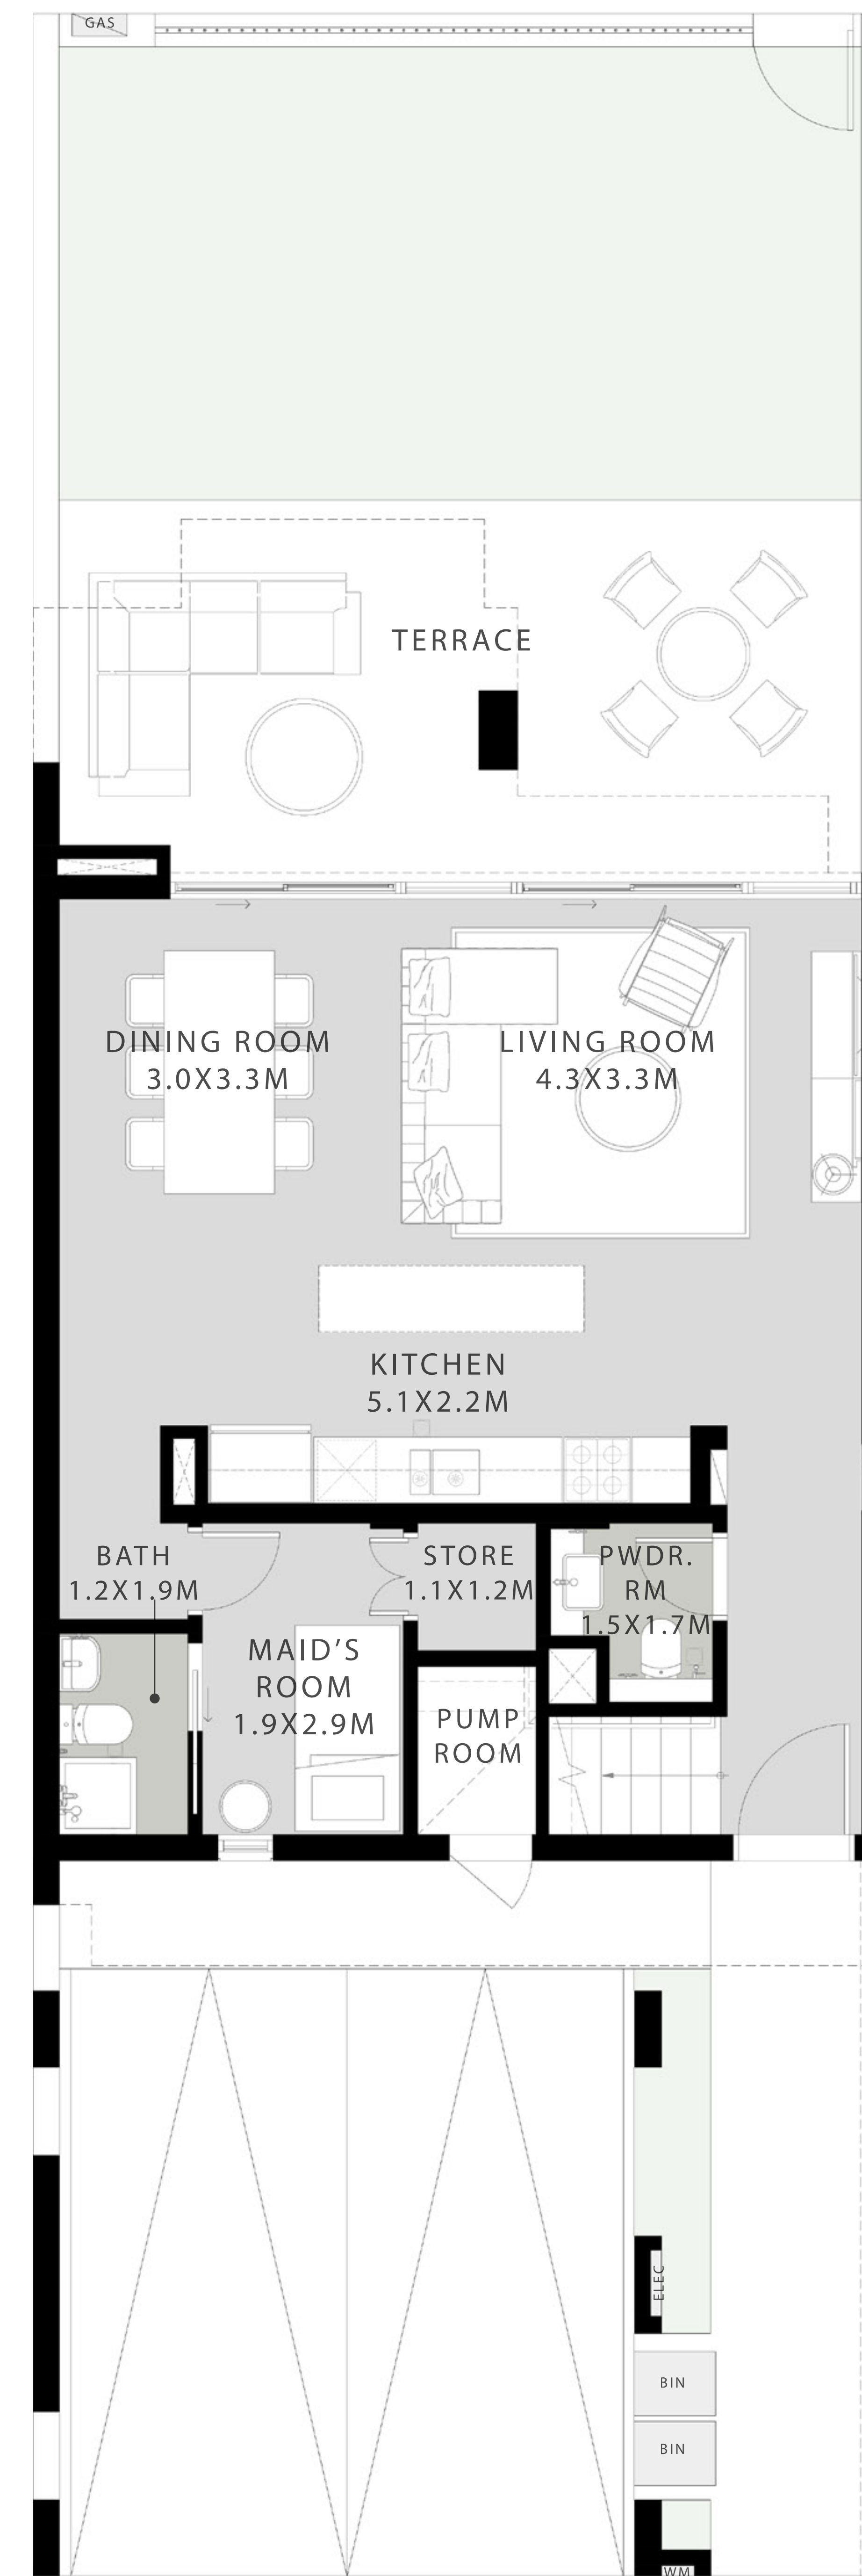 GAS
TERRACE
DINING ROOM
3.0X3.3M
LIVING ROOM
4.3X3.3M
KITCHEN
5.1X2.2M
BATH
1.2X1.9M
STORE
1.1X1.2M
PWDR.
RM
1.5X1.7M
MAID'S
ROOM
1.9X2.9M
PUMP
ROOM
ELEC
BIN
BIN
WM